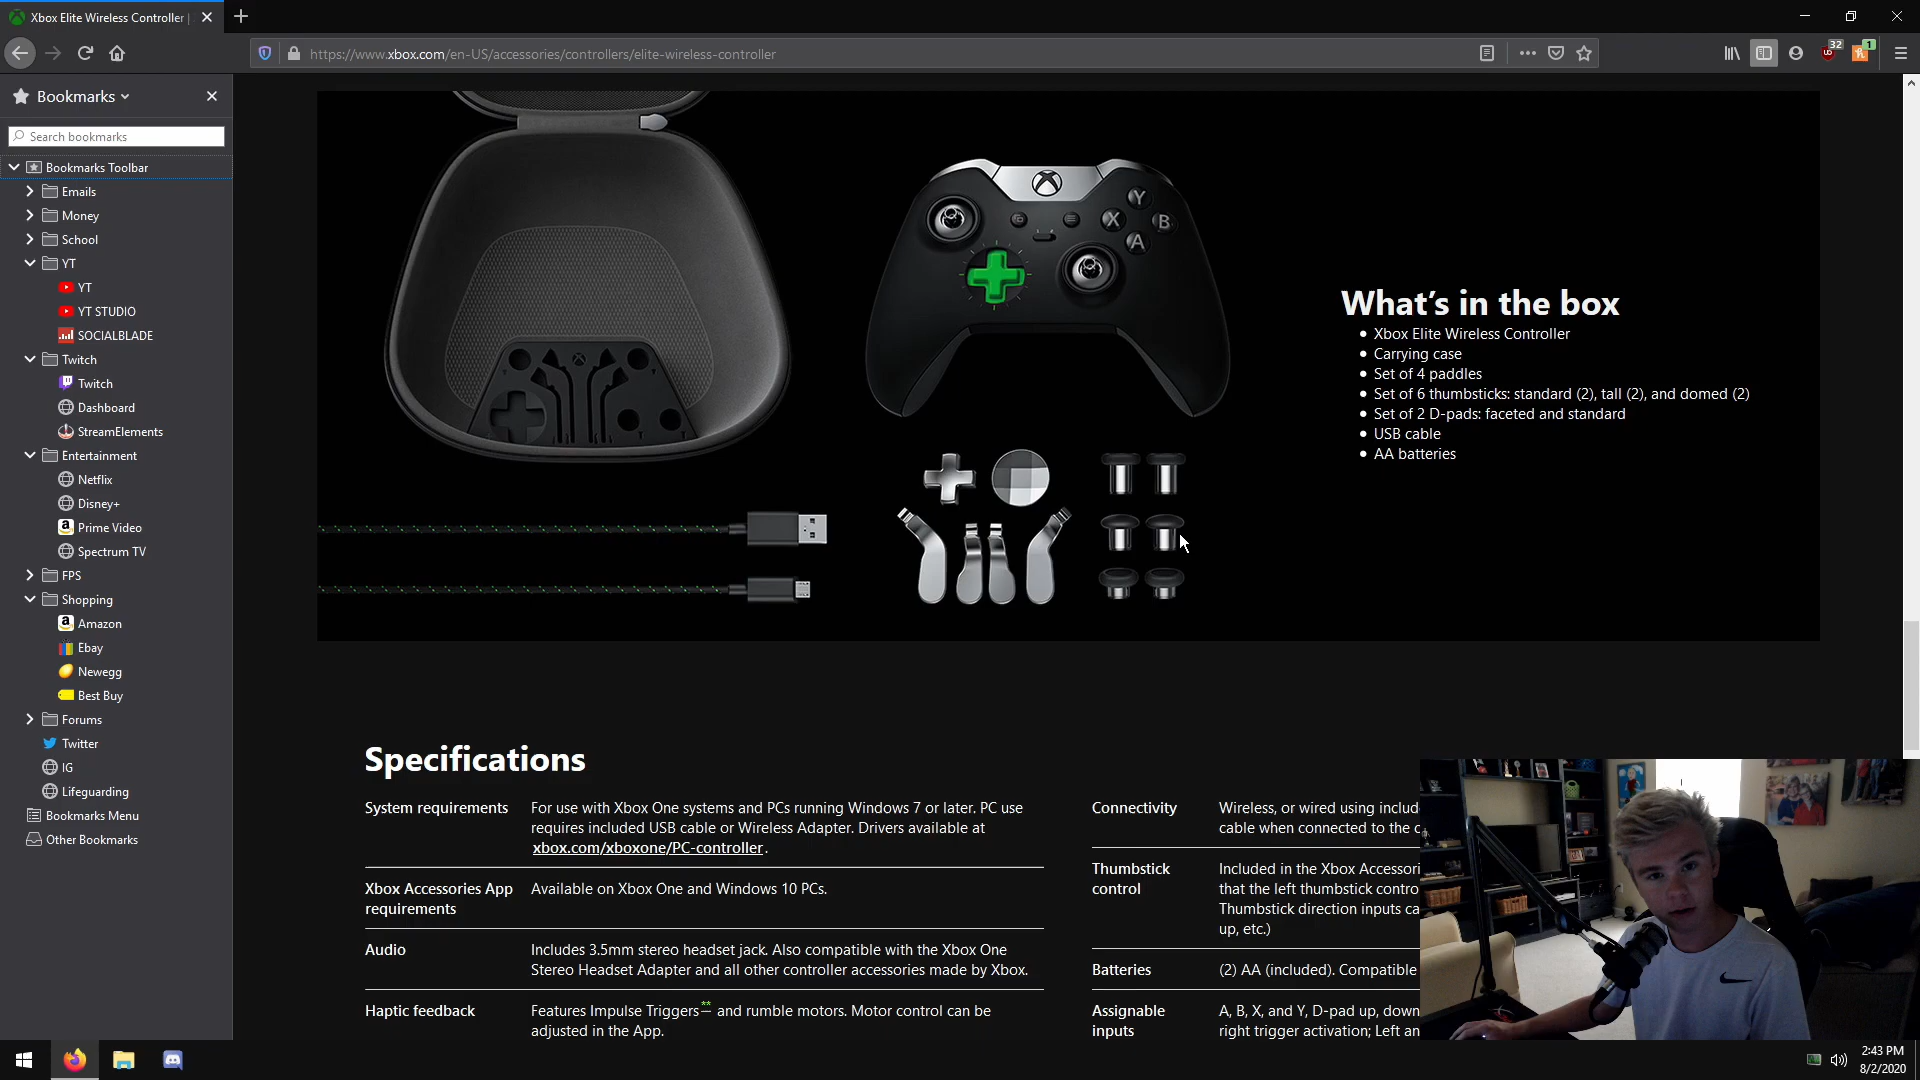 Xbox Elite Wireless Controller |
https://www.xbox.com/en-US/accessories/controllers/elite-wireless-controller
32
1
Bookmarks
Search bookmarks
Bookmarks Toolbar
Emails
Money
School
YT
YT
YT STUDIO
SOCIALBLADE
Twitch
Twitch
Dashboard
StreamElements
Entertainment
Netflix
Disney+
Prime Video
Spectrum TV
FPS
Shopping
Amazon
Ebay
Newegg
Best Buy
Forums
Twitter
IG
Lifeguarding
Bookmarks Menu
Other Bookmarks
Y
X
B
A
What's in the box
Xbox Elite Wireless Controller
Carrying case
Set of 4 paddles
Set of 6 thumbsticks: standard (2), tall (2), and domed (2)
Set of 2 D-pads: faceted and standard
USB cable
AA batteries
Specifications
System requirements
For use with Xbox One systems and PCs running Windows 7 or later. PC use
requires included USB cable or Wireless Adapter. Drivers available at
xbox.com/xboxone/PC-controller.
Xbox Accessories App
requirements
Available on Xbox One and Windows 10 PCs.
Audio
Includes 3.5mm stereo headset jack. Also compatible with the Xbox One
Stereo Headset Adapter and all other controller accessories made by Xbox.
Haptic feedback
Features Impulse Triggers** and rumble motors. Motor control can be
adjusted in the App.
Connectivity
Wireless, or wired using
cable when connected to the
Thumbstick
control
Included in the Xbox
that the left thumbstick
Thumbstick direction inputs
up, etc.)
Batteries
(2) AA (included). Compatible
Assignable
inputs
A, B, X, and Y, D-pad up, down
right trigger activation; Left
2:43 PM
8/2/2020